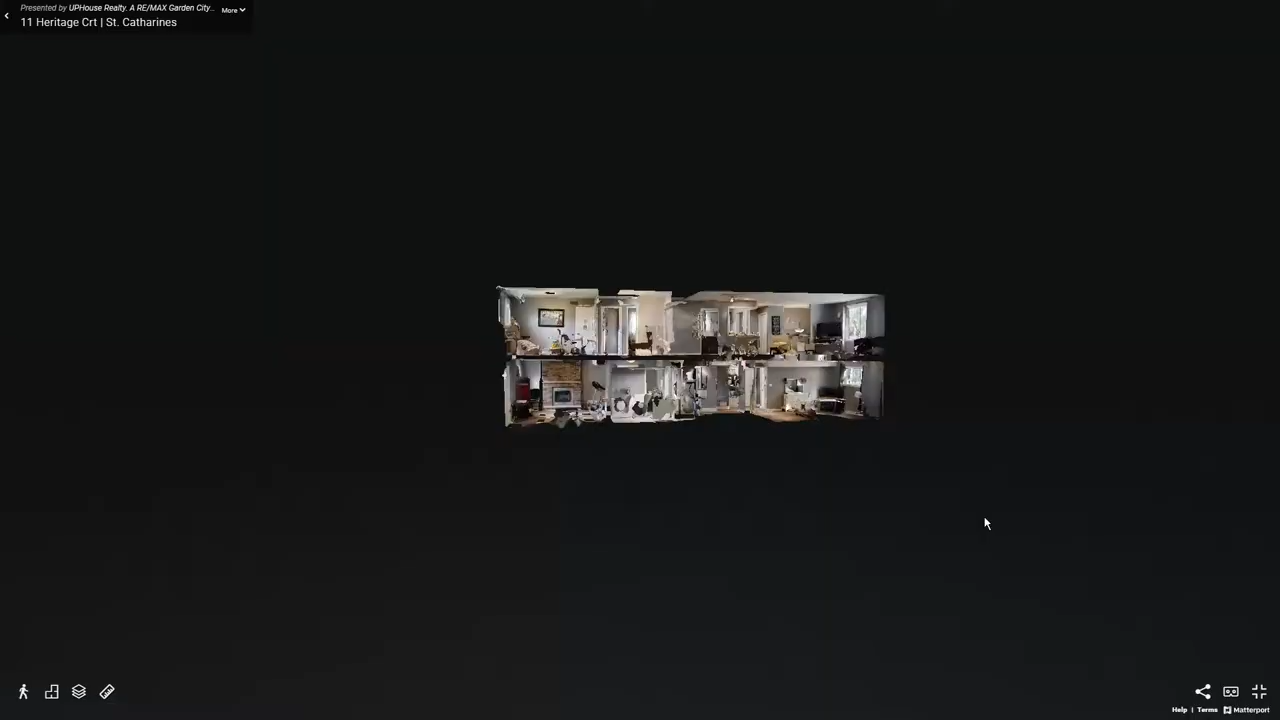 Presented by UPHouse Realty. A RE/MAX Garden City...
More
11 Heritage Crt | St. Catharines
Help | Terms
Matterport